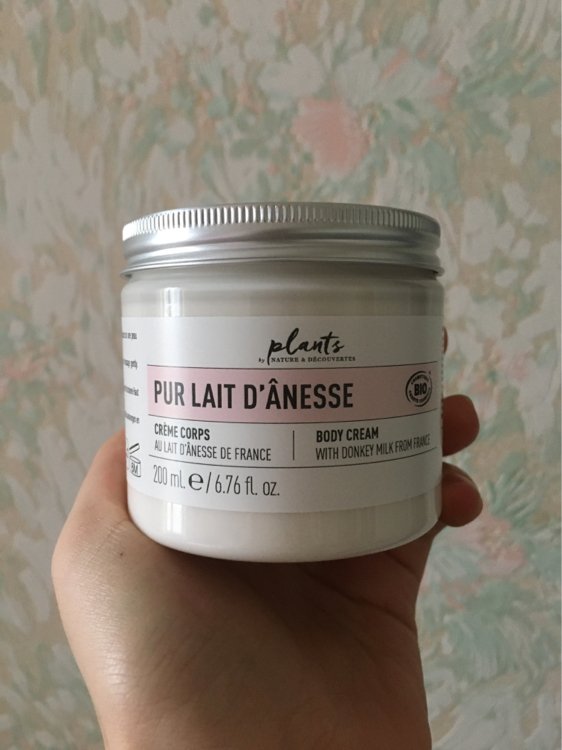 plants
by NATURE & DÉCOUVERTES
PUR LAIT D'ÂNESSE
BIO
CRÈME CORPS
AU LAIT D'ÂNESSE DE FRANCE
BODY CREAM
WITH DONKEY MILK FROM FRANCE
200 mL e / 6.76 fl. oz.